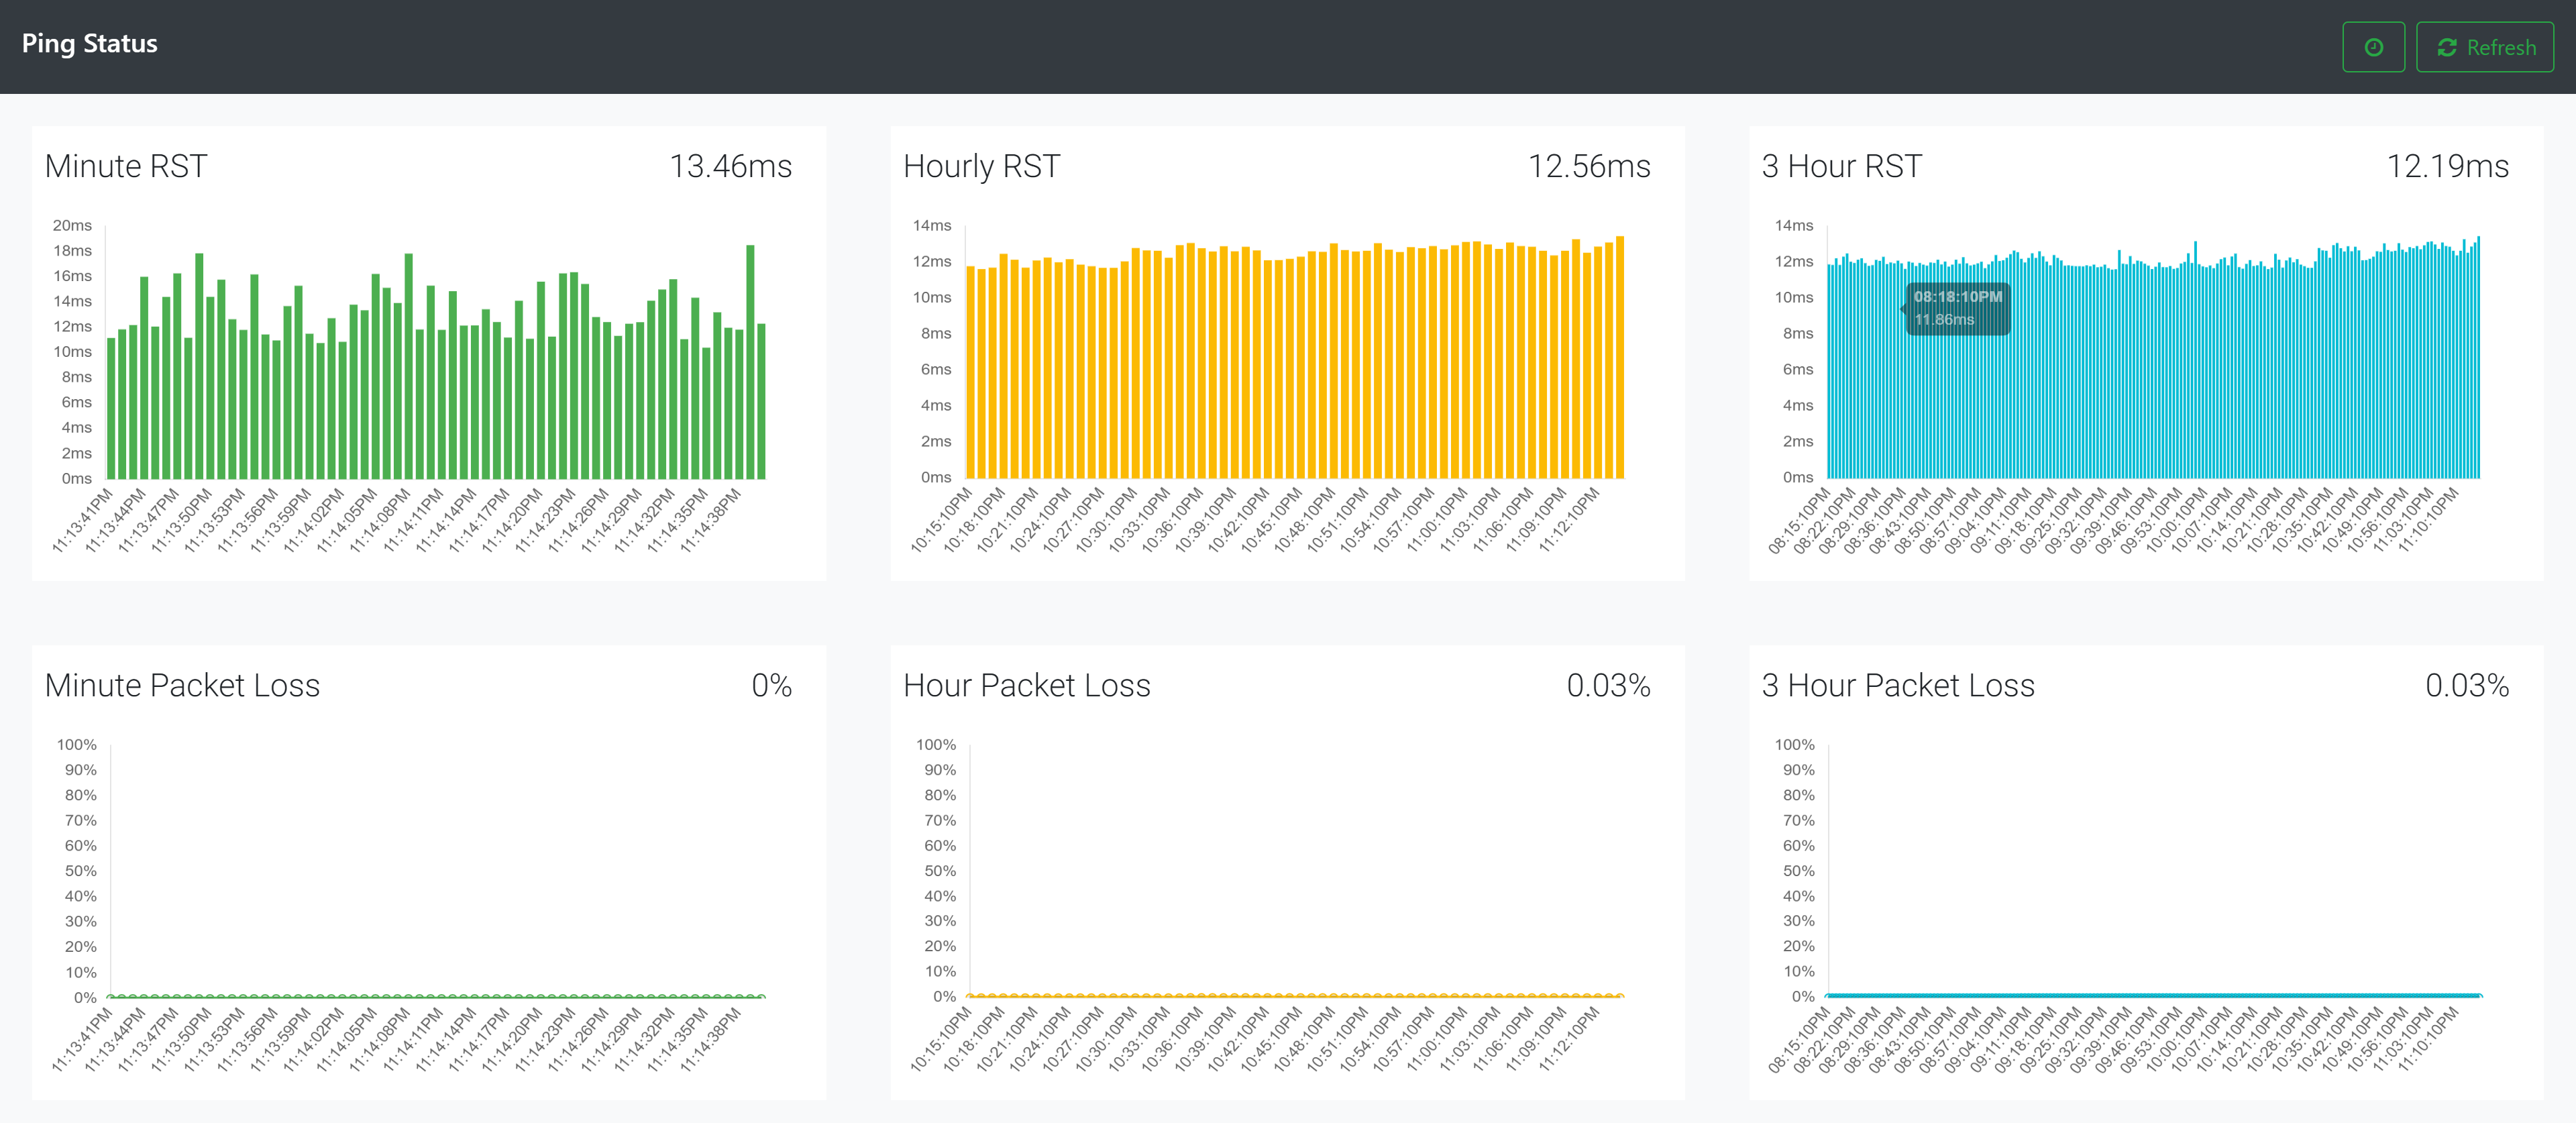 Ping Status
Refresh
Minute RST
13.46ms
20ms
18ms
16ms
14ms
12ms
10ms
8ms
6ms
4ms
2ms
0ms
11:13:41PM
11:13:44PM
11:13:47PM
11:13:50PM
11:13:53PM
11:13:56PM
11:13:59PM
11:14:02PM
11:14:05PM
11:14:08PM
11:14:11PM
11:14:14PM
11:14:17PM
11:14:20PM
11:14:23PM
11:14:26PM
11:14:29PM
11:14:32PM
11:14:35PM
11:14:38PM
Hourly RST
12.56ms
14ms
12ms
10ms
8ms
6ms
4ms
2ms
0ms
10:15:10PM
10:18:10PM
10:21:10PM
10:24:10PM
10:27:10PM
10:30:10PM
10:33:10PM
10:36:10PM
10:39:10PM
10:42:10PM
10:45:10PM
10:48:10PM
10:51:10PM
10:54:10PM
10:57:10PM
11:00:10PM
11:03:10PM
11:06:10PM
11:09:10PM
11:12:10PM
3 Hour RST
12.19ms
14ms
12ms
10ms
8ms
6ms
4ms
2ms
0ms
08:18:10PM
11.86ms
08:15:10PM
08:22:10PM
08:29:10PM
08:36:10PM
08:43:10PM
08:50:10PM
08:57:10PM
09:04:10PM
09:11:10PM
09:18:10PM
09:25:10PM
09:32:10PM
09:39:10PM
09:46:10PM
09:53:10PM
10:00:10PM
10:07:10PM
10:14:10PM
10:21:10PM
10:28:10PM
10:35:10PM
10:42:10PM
10:49:10PM
10:56:10PM
11:03:10PM
11:10:10PM
Minute Packet Loss
0%
100%
90%
80%
70%
60%
50%
40%
30%
20%
10%
0%
11:13:41PM
11:13:44PM
11:13:47PM
11:13:50PM
11:13:53PM
11:13:56PM
11:13:59PM
11:14:02PM
11:14:05PM
11:14:08PM
11:14:11PM
11:14:14PM
11:14:17PM
11:14:20PM
11:14:23PM
11:14:26PM
11:14:29PM
11:14:32PM
11:14:35PM
11:14:38PM
Hour Packet Loss
0.03%
100%
90%
80%
70%
60%
50%
40%
30%
20%
10%
0%
10:15:10PM
10:18:10PM
10:21:10PM
10:24:10PM
10:27:10PM
10:30:10PM
10:33:10PM
10:36:10PM
10:39:10PM
10:42:10PM
10:45:10PM
10:48:10PM
10:51:10PM
10:54:10PM
10:57:10PM
11:00:10PM
11:03:10PM
11:06:10PM
11:09:10PM
11:12:10PM
3 Hour Packet Loss
0.03%
100%
90%
80%
70%
60%
50%
40%
30%
20%
10%
0%
08:15:10PM
08:22:10PM
08:29:10PM
08:36:10PM
08:43:10PM
08:50:10PM
08:57:10PM
09:04:10PM
09:11:10PM
09:18:10PM
09:25:10PM
09:32:10PM
09:39:10PM
09:46:10PM
09:53:10PM
10:00:10PM
10:07:10PM
10:14:10PM
10:21:10PM
10:28:10PM
10:35:10PM
10:42:10PM
10:49:10PM
10:56:10PM
11:03:10PM
11:10:10PM